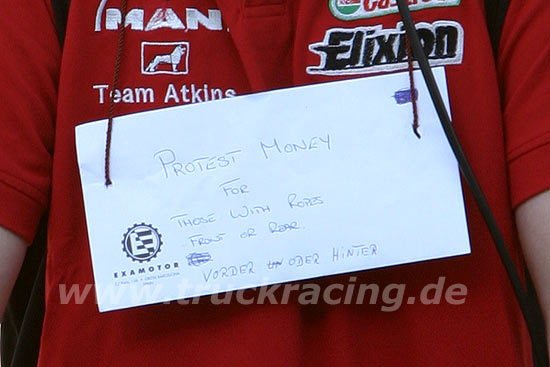 MAN
Castrol
Elixion
Team Atkins
PROTEST MONEY
FOR
THOSE WITH ROPES
FRONT OR REAR.
VORDER ODER HINTER
EXAMOTOR
www.truckracing.de